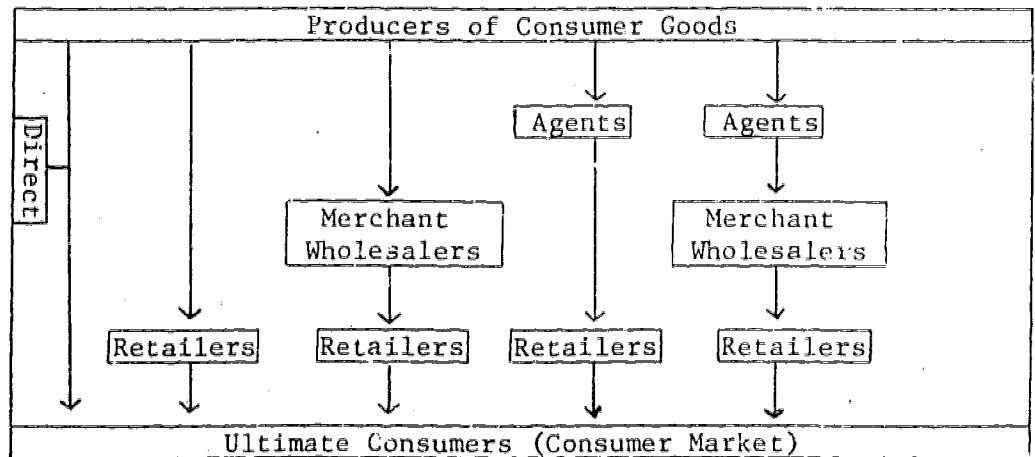 Producers of Consumer Goods
Agents
Agents
Direct
Merchant
Wholesalers
Merchant
Wholesalers
Retailers
Retailers
Retailers
Retailers
Ultimate Consumers (Consumer Market)